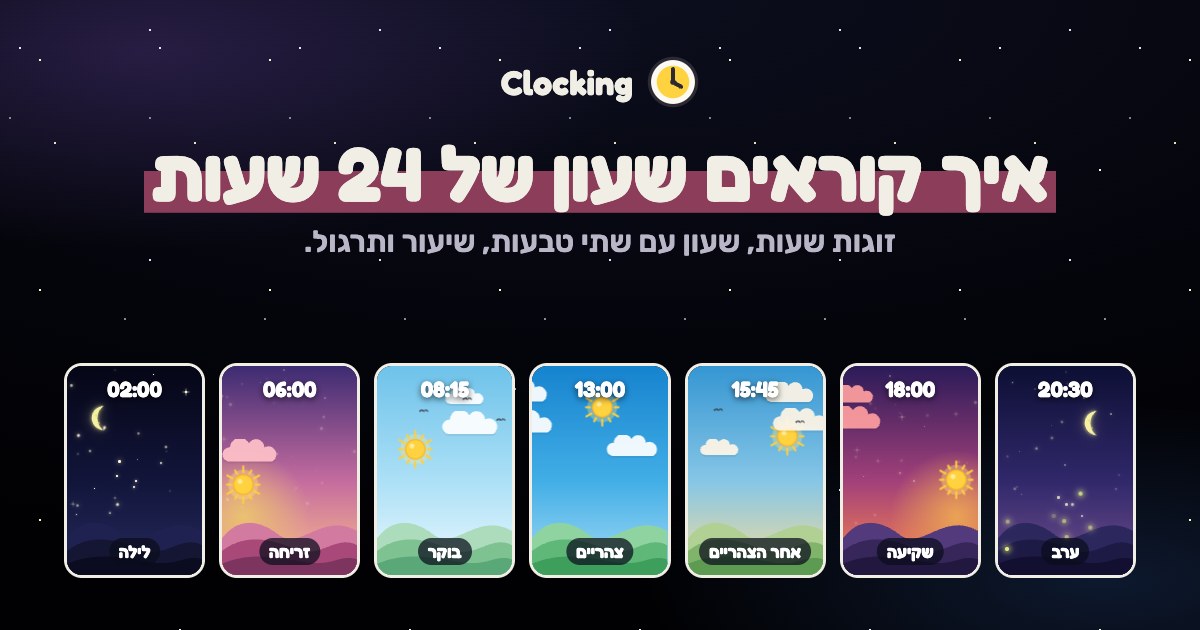 Clocking
איך קוראים שעון של 24 שעות
זוגות שעות, שעון עם שתי טבעות, שיעור ותרגול.
02:00
לילה
06:00
זריחה
08:15
בוקר
13:00
צהריים
15:45
אחר הצהריים
18:00
שקיעה
20:30
ערב